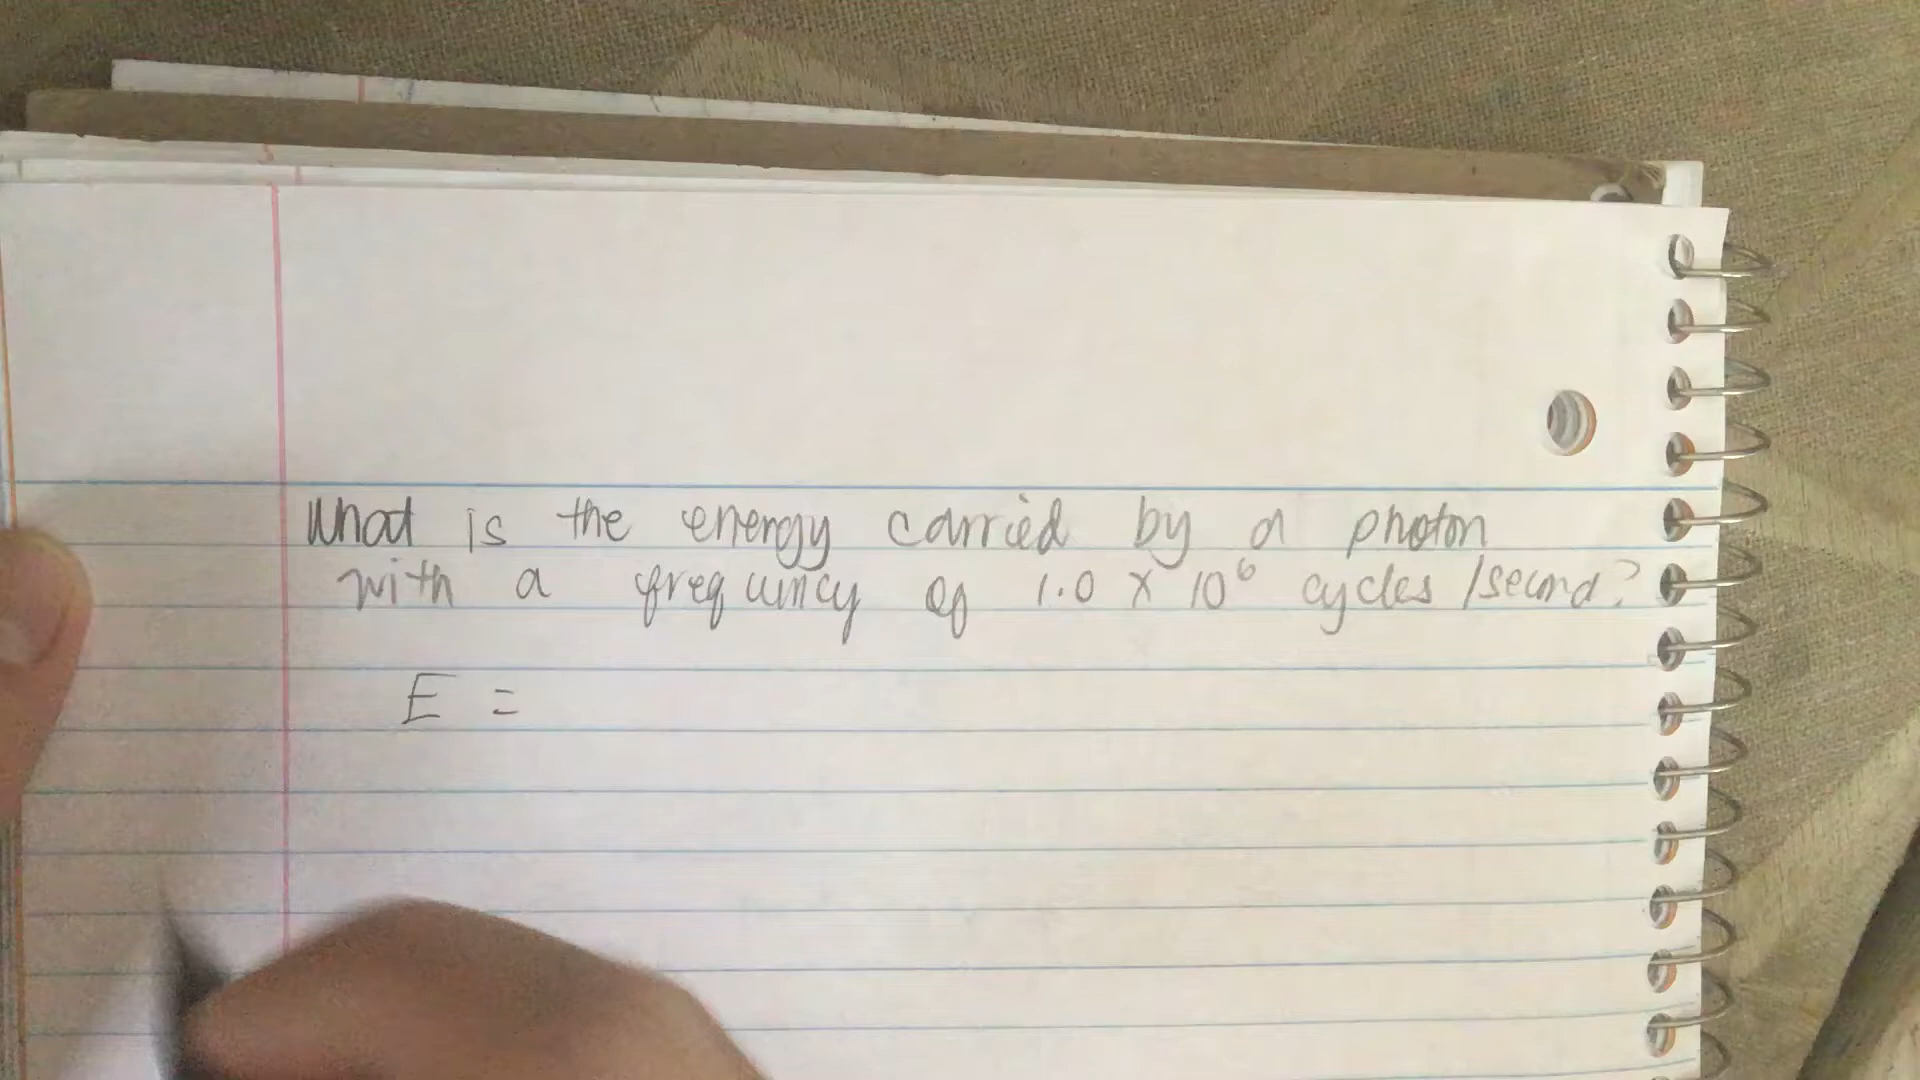 What is the energy carried by a photon
with a frequency of 1.0 x 10⁶ cycles /second?
E =